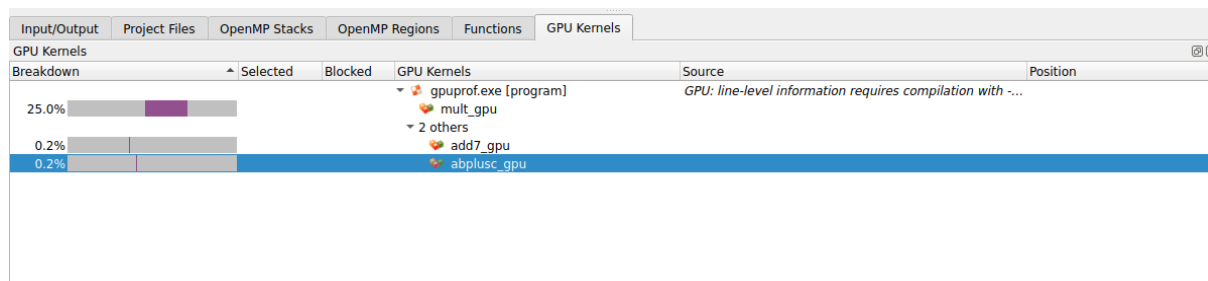 Input/Output Project Files OpenMP Stacks OpenMP Regions Functions GPU Kernels
GPU Kernels
Breakdown Selected Blocked GPU Kernels Source Position
gpuprof.exe [program] GPU: line-level information requires compilation with -...
25.0% mult_gpu
2 others
0.2% add7_gpu
0.2% abplusc_gpu